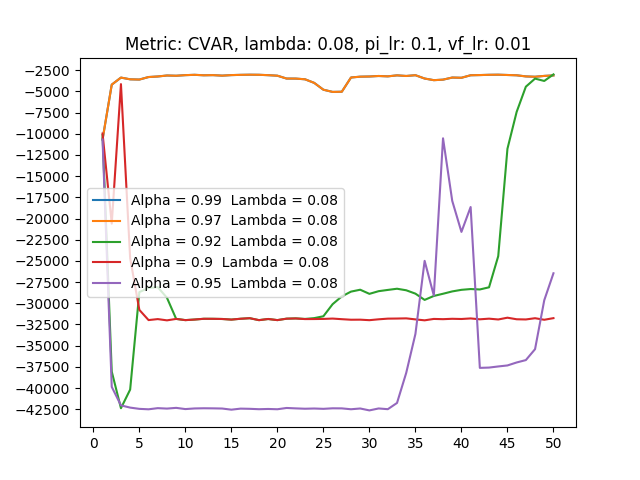 Metric: CVAR, lambda: 0.08, pi_lr: 0.1, vf_lr: 0.01
−2500
−5000
−7500
−10000
−12500
−15000
−17500
−20000
−22500
−25000
−27500
−30000
−32500
−35000
−37500
−40000
−42500
Alpha = 0.99  Lambda = 0.08
Alpha = 0.97  Lambda = 0.08
Alpha = 0.92  Lambda = 0.08
Alpha = 0.9  Lambda = 0.08
Alpha = 0.95  Lambda = 0.08
0 5 10 15 20 25 30 35 40 45 50